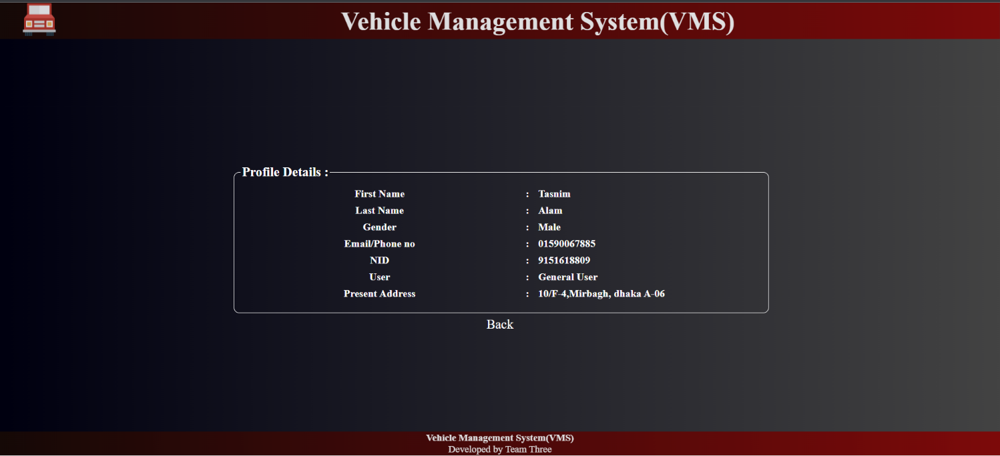 Vehicle Management System(VMS)
Profile Details :
First Name : Tasnim
Last Name : Alam
Gender : Male
Email/Phone no : 01590067885
NID : 9151618809
User : General User
Present Address : 10/F-4,Mirbagh, dhaka A-06
Back
Vehicle Management System(VMS)
Developed by Team Three